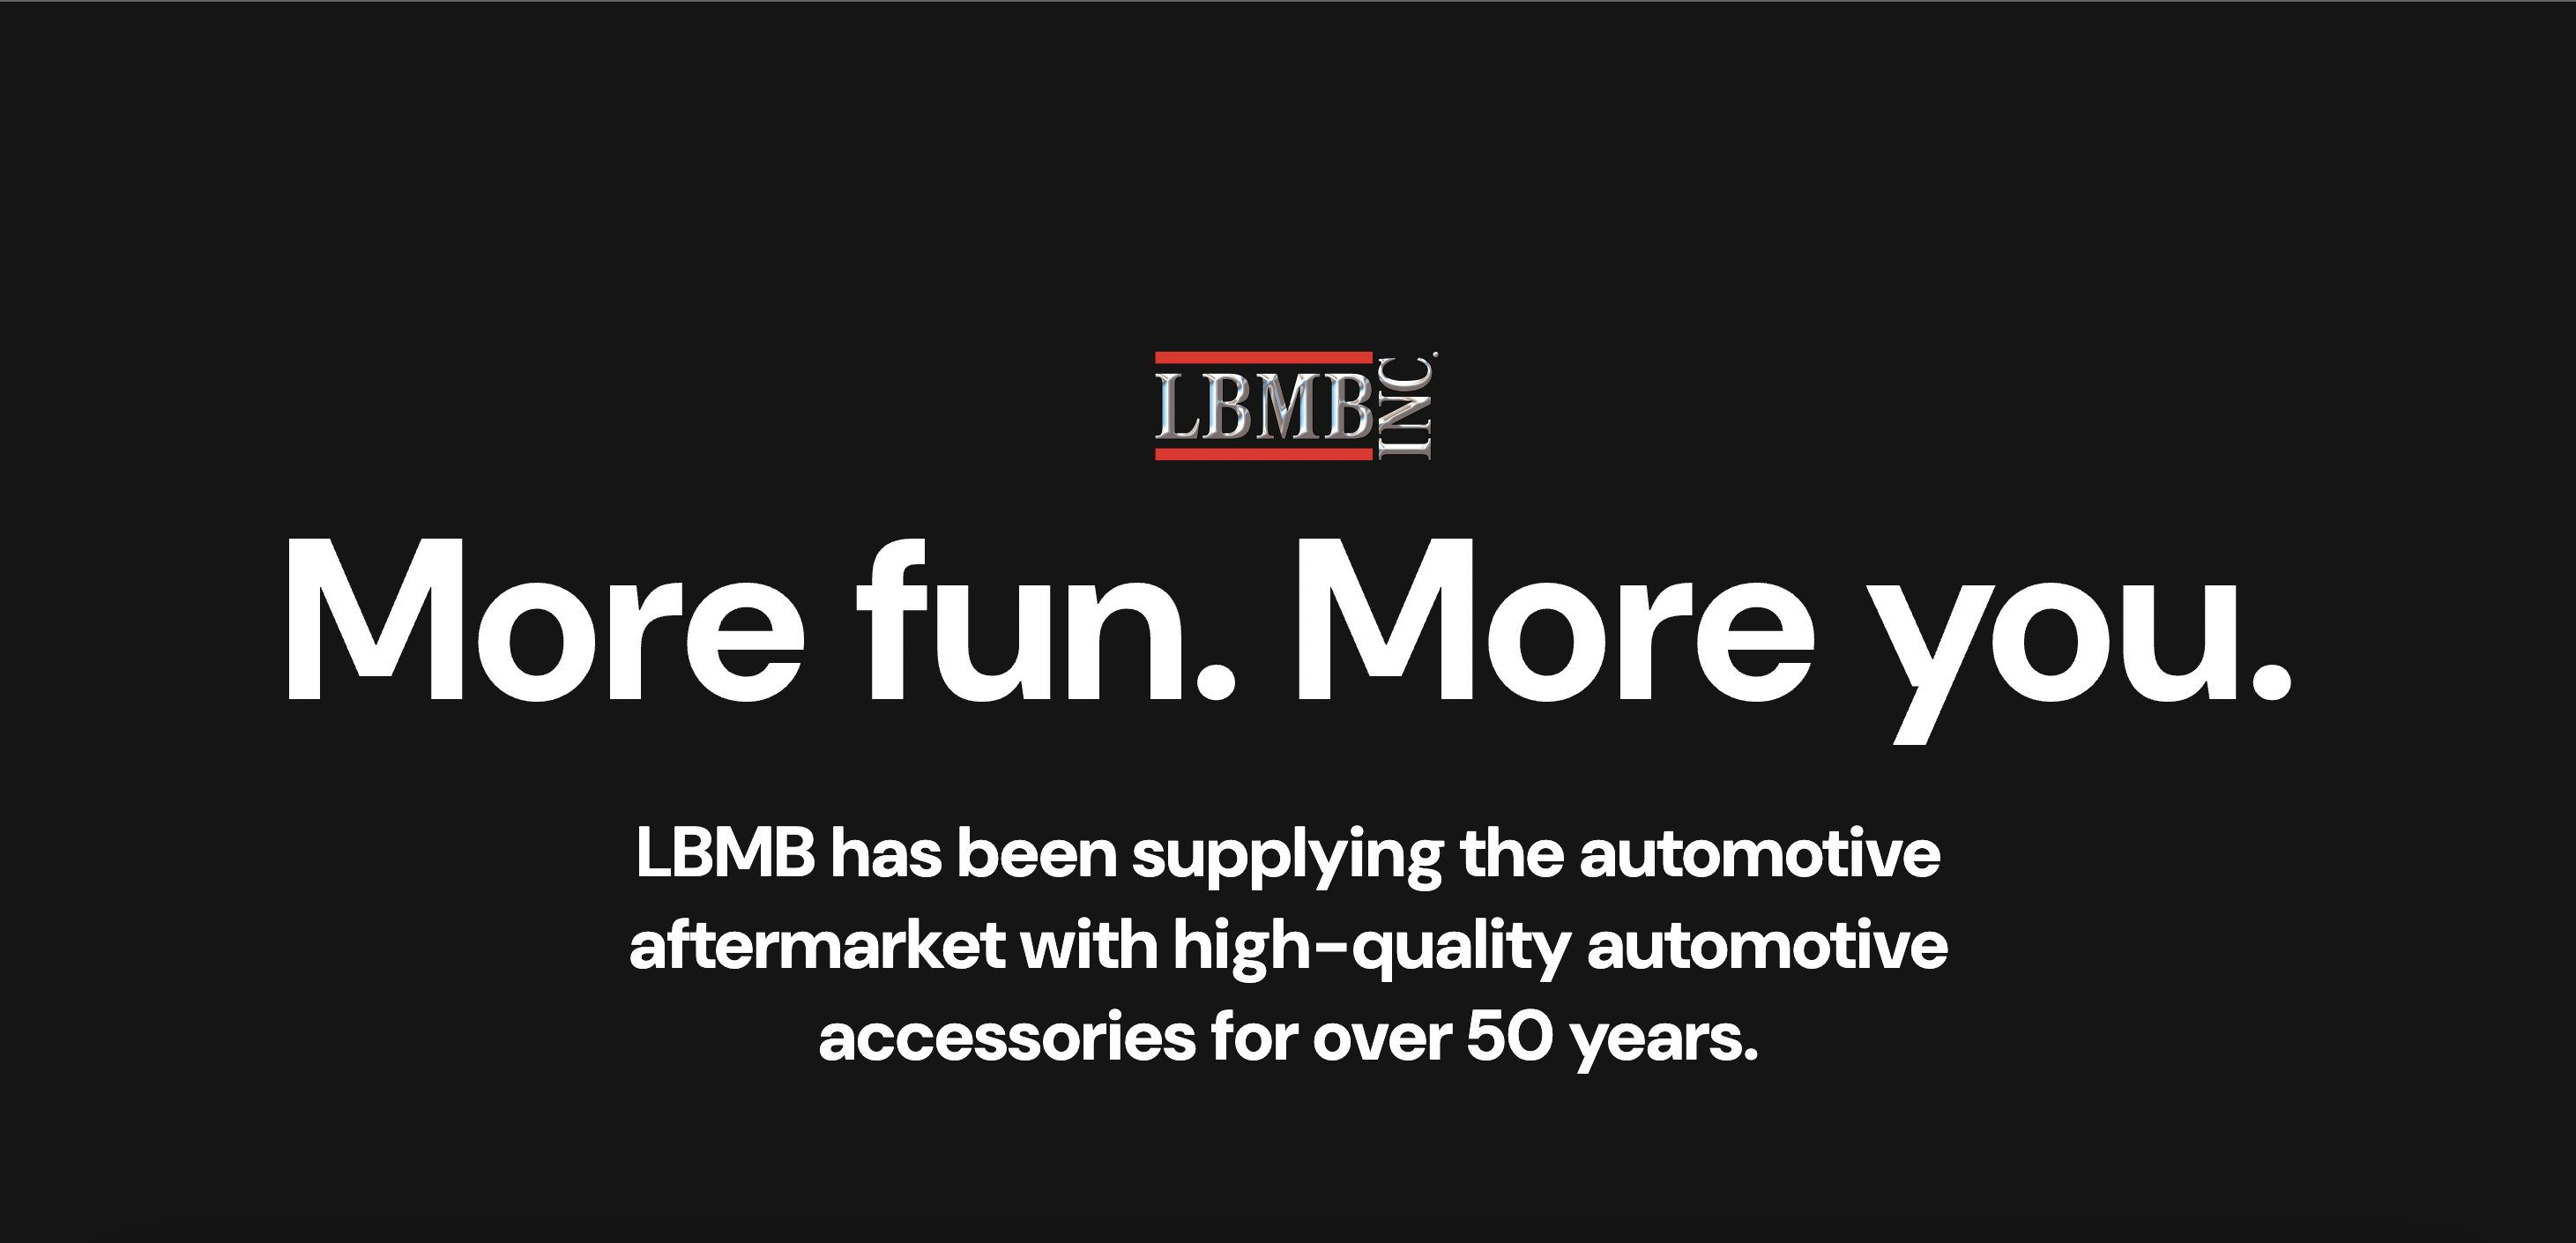 LBMB INC.
More fun. More you.
LBMB has been supplying the automotive
aftermarket with high-quality automotive
accessories for over 50 years.